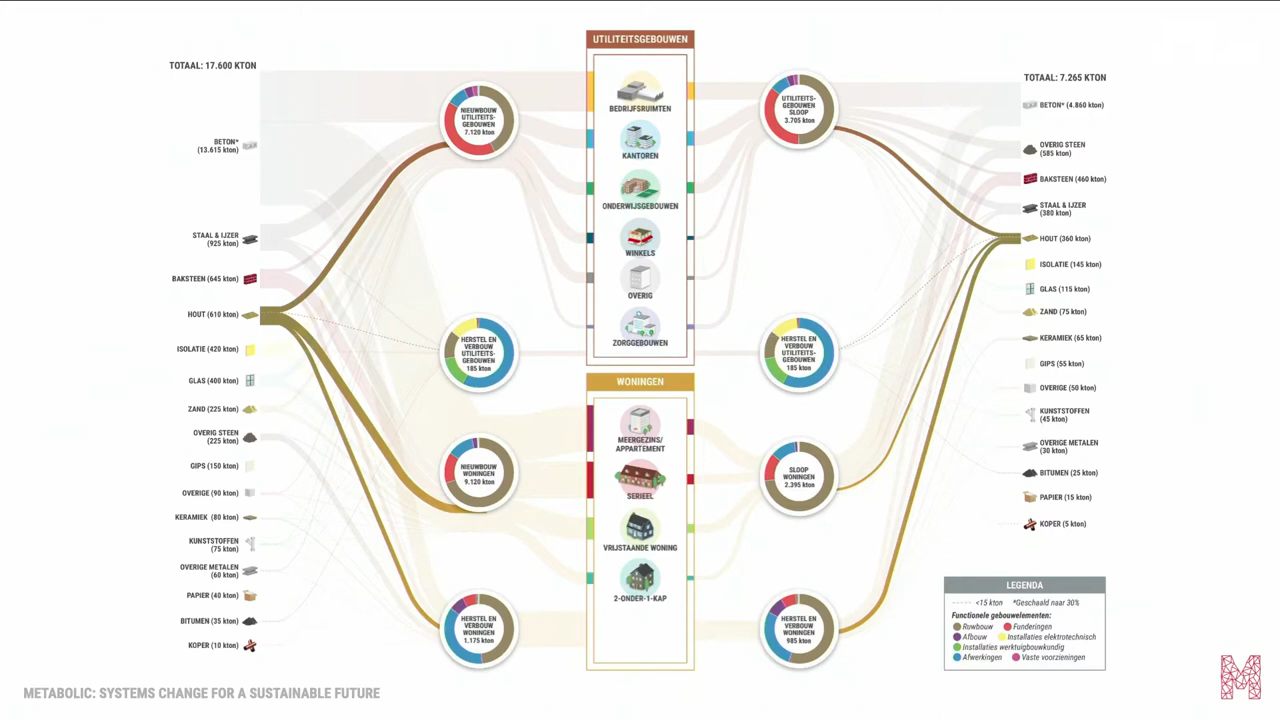 TOTAAL: 17.600 KTON
BETON*
(13.615 kton)
STAAL & IJZER
(925 kton)
BAKSTEEN (645 kton)
HOUT (610 kton)
ISOLATIE (420 kton)
GLAS (400 kton)
ZAND (225 kton)
OVERIG STEEN
(225 kton)
GIPS (150 kton)
OVERIGE (90 kton)
KERAMIEK (80 kton)
KUNSTSTOFFEN
(75 kton)
OVERIGE METALEN
(60 kton)
PAPIER (40 kton)
BITUMEN (35 kton)
KOPER (10 kton)
NIEUWBOUW
UTILITEITS-
GEBOUWEN
7.120 kton
HERSTEL EN
VERBOUW
UTILITEITS-
GEBOUWEN
185 kton
NIEUWBOUW
WONINGEN
9.120 kton
HERSTEL EN
VERBOUW
WONINGEN
1.175 kton
UTILITEITSGEBOUWEN
BEDRIJFSRUIMTEN
KANTOREN
ONDERWIJSGEBOUWEN
WINKELS
OVERIG
ZORGGEBOUWEN
WONINGEN
MEERGEZINS/
APPARTEMENT
SERIEEL
VRIJSTAANDE WONING
2-ONDER-1-KAP
UTILITEITS-
GEBOUWEN
SLOOP
3.705 kton
HERSTEL EN
VERBOUW
UTILITEITS-
GEBOUWEN
185 kton
SLOOP
WONINGEN
2.395 kton
HERSTEL EN
VERBOUW
WONINGEN
985 kton
TOTAAL: 7.265 KTON
BETON* (4.860 kton)
OVERIG STEEN
(585 kton)
BAKSTEEN (460 kton)
STAAL & IJZER
(380 kton)
HOUT (360 kton)
ISOLATIE (145 kton)
GLAS (115 kton)
ZAND (75 kton)
KERAMIEK (65 kton)
GIPS (55 kton)
OVERIGE (50 kton)
KUNSTSTOFFEN
(45 kton)
OVERIGE METALEN
(30 kton)
BITUMEN (25 kton)
PAPIER (15 kton)
KOPER (5 kton)
LEGENDA
<15 kton *Geschaald naar 30%
Functionele gebouwelementen:
Ruwbouw Funderingen
Afbouw Installaties elektrotechnisch
Installaties werktuigbouwkundig
Afwerkingen Vaste voorzieningen
METABOLIC: SYSTEMS CHANGE FOR A SUSTAINABLE FUTURE
M